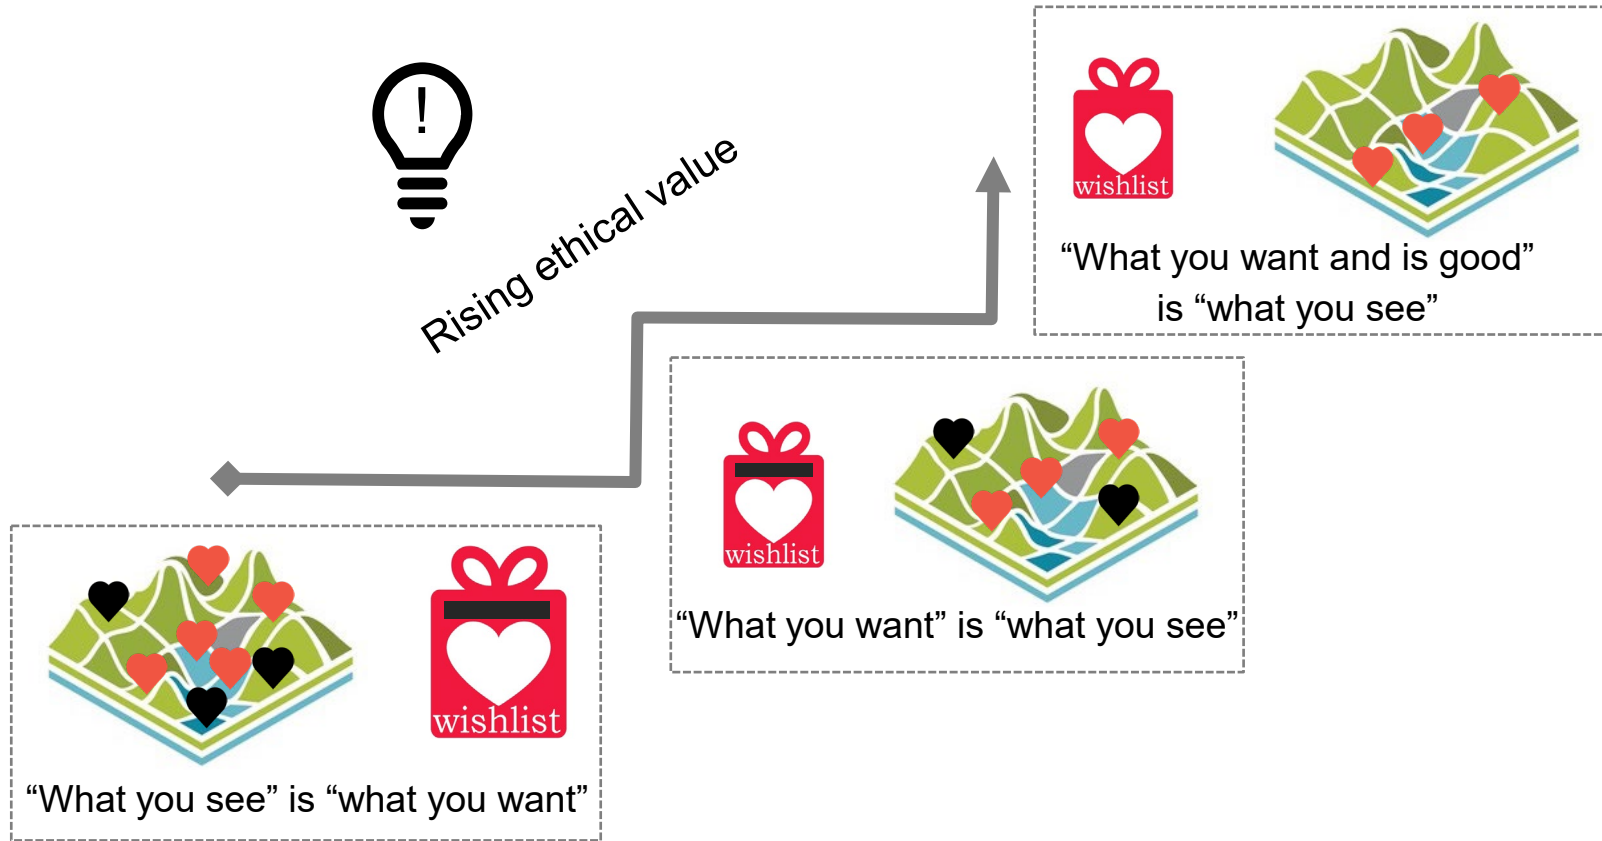 !
Rising ethical value
wishlist
“What you want and is good”
is “what you see”
wishlist
“What you want” is “what you see”
wishlist
“What you see” is “what you want”